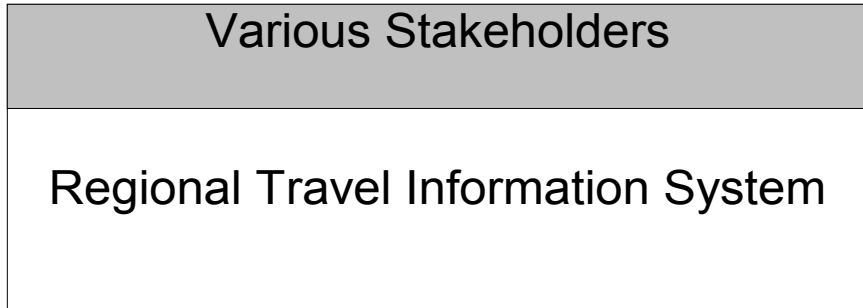 Various Stakeholders
Regional Travel Information System